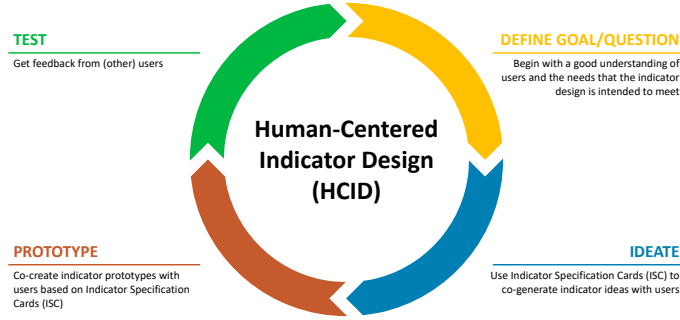 TEST
Get feedback from (other) users
DEFINE GOAL/QUESTION
Begin with a good understanding of
users and the needs that the indicator
design is intended to meet
Human-Centered
Indicator Design
(HCID)
PROTOTYPE
Co-create indicator prototypes with
users based on Indicator Specification
Cards (ISC)
IDEATE
Use Indicator Specification Cards (ISC) to
co-generate indicator ideas with users